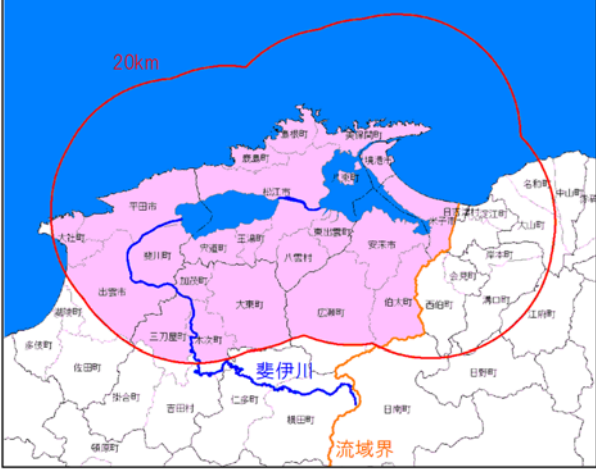 20km
島根町
美保関町
境港市
鹿島町
八束町
名和町
中山町
松江市
平田市
日吉津村
淀江町
米子市
大山町
大社町
玉湯町
東出雲町
宍道町
安来市
斐川町
八雲村
岸本町
会見町
加茂町
出雲市
大東町
伯太町
西伯町
溝口町
広瀬町
湖陵町
江府町
三刀屋町
木次町
多伎町
佐田町
斐伊川
日野町
掛合町
吉田村
仁多町
横田町
日南町
頓原町
流域界